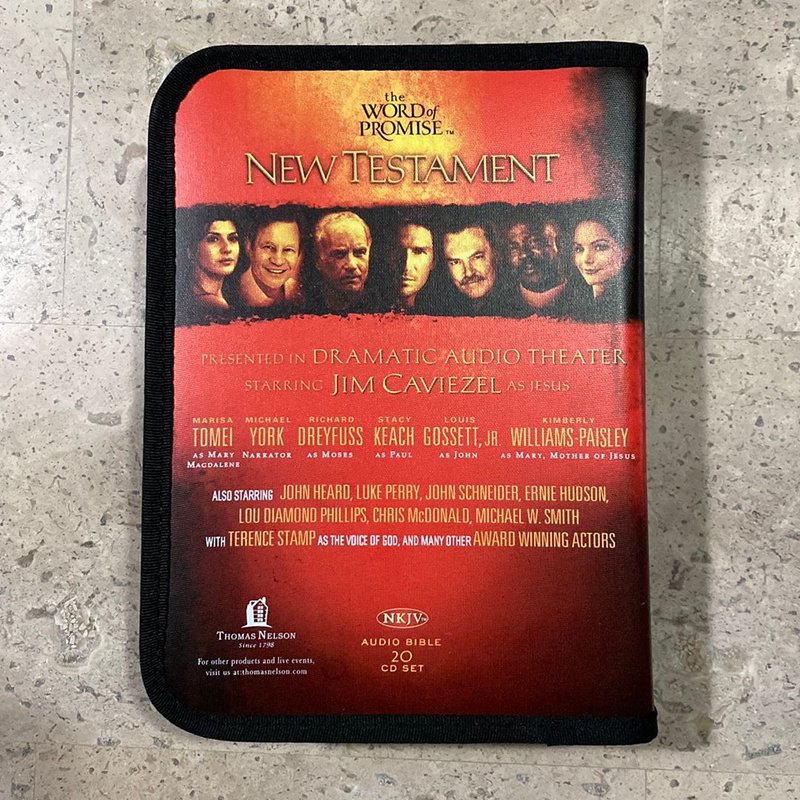 the
WORD of
PROMISE™
NEW TESTAMENT
PRESENTED IN DRAMATIC AUDIO THEATER
STARRING JIM CAVIEZEL AS JESUS
MARISA TOMEI AS MARY MAGDALENE
MICHAEL YORK NARRATOR
RICHARD DREYFUSS AS MOSES
STACY KEACH AS PAUL
LOUIS GOSSETT, JR. AS JOHN
KIMBERLY WILLIAMS-PAISLEY AS MARY, MOTHER OF JESUS
ALSO STARRING JOHN HEARD, LUKE PERRY, JOHN SCHNEIDER, ERNIE HUDSON,
LOU DIAMOND PHILLIPS, CHRIS McDONALD, MICHAEL W. SMITH
WITH TERENCE STAMP AS THE VOICE OF GOD, AND MANY OTHER AWARD WINNING ACTORS
THOMAS NELSON
Since 1798
For other products and live events,
visit us at:thomasnelson.com
NKJV™
AUDIO BIBLE
20
CD SET